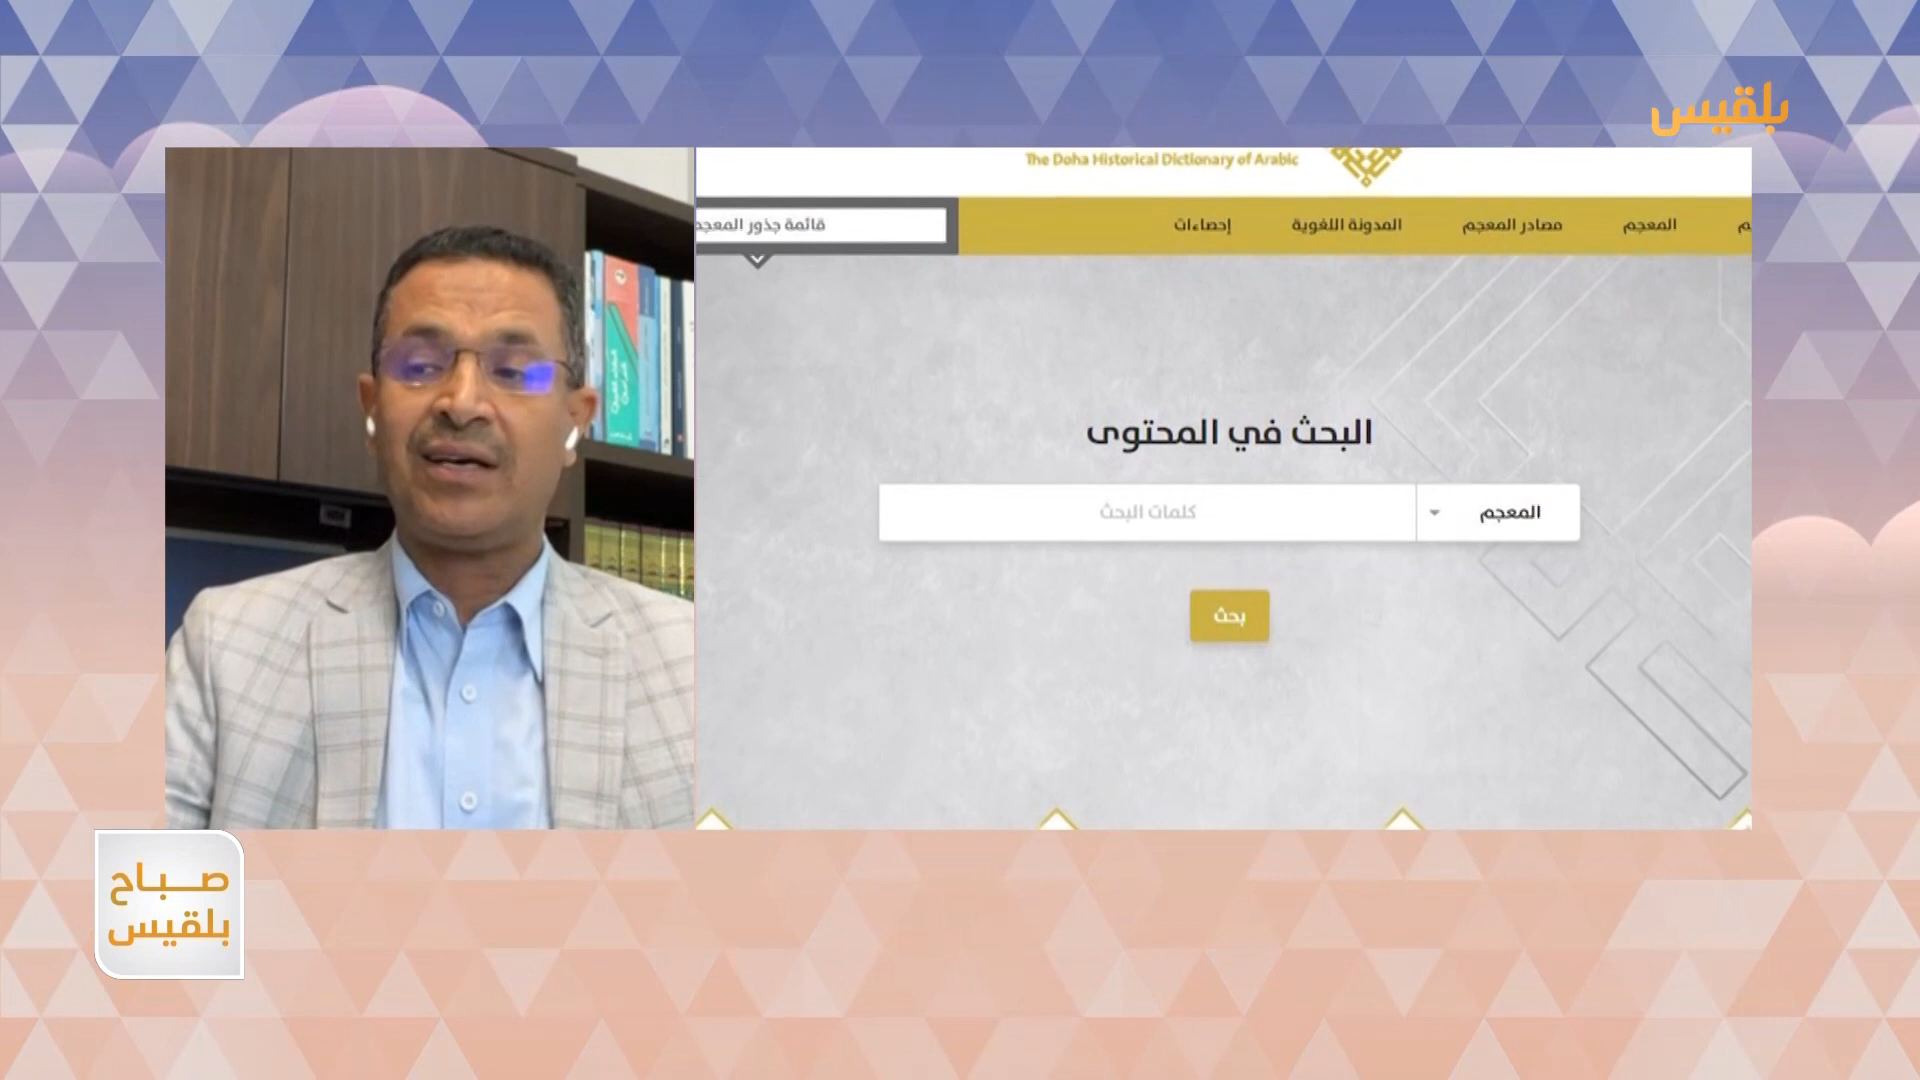 بلقيس
The Doha Historical Dictionary of Arabic
المعجم
مصادر المعجم
المدونة اللغوية
إحصاءات
قائمة جذور المعجم
البحث في المحتوى
المعجم
كلمات البحث
بحث
صباح
بلقيس